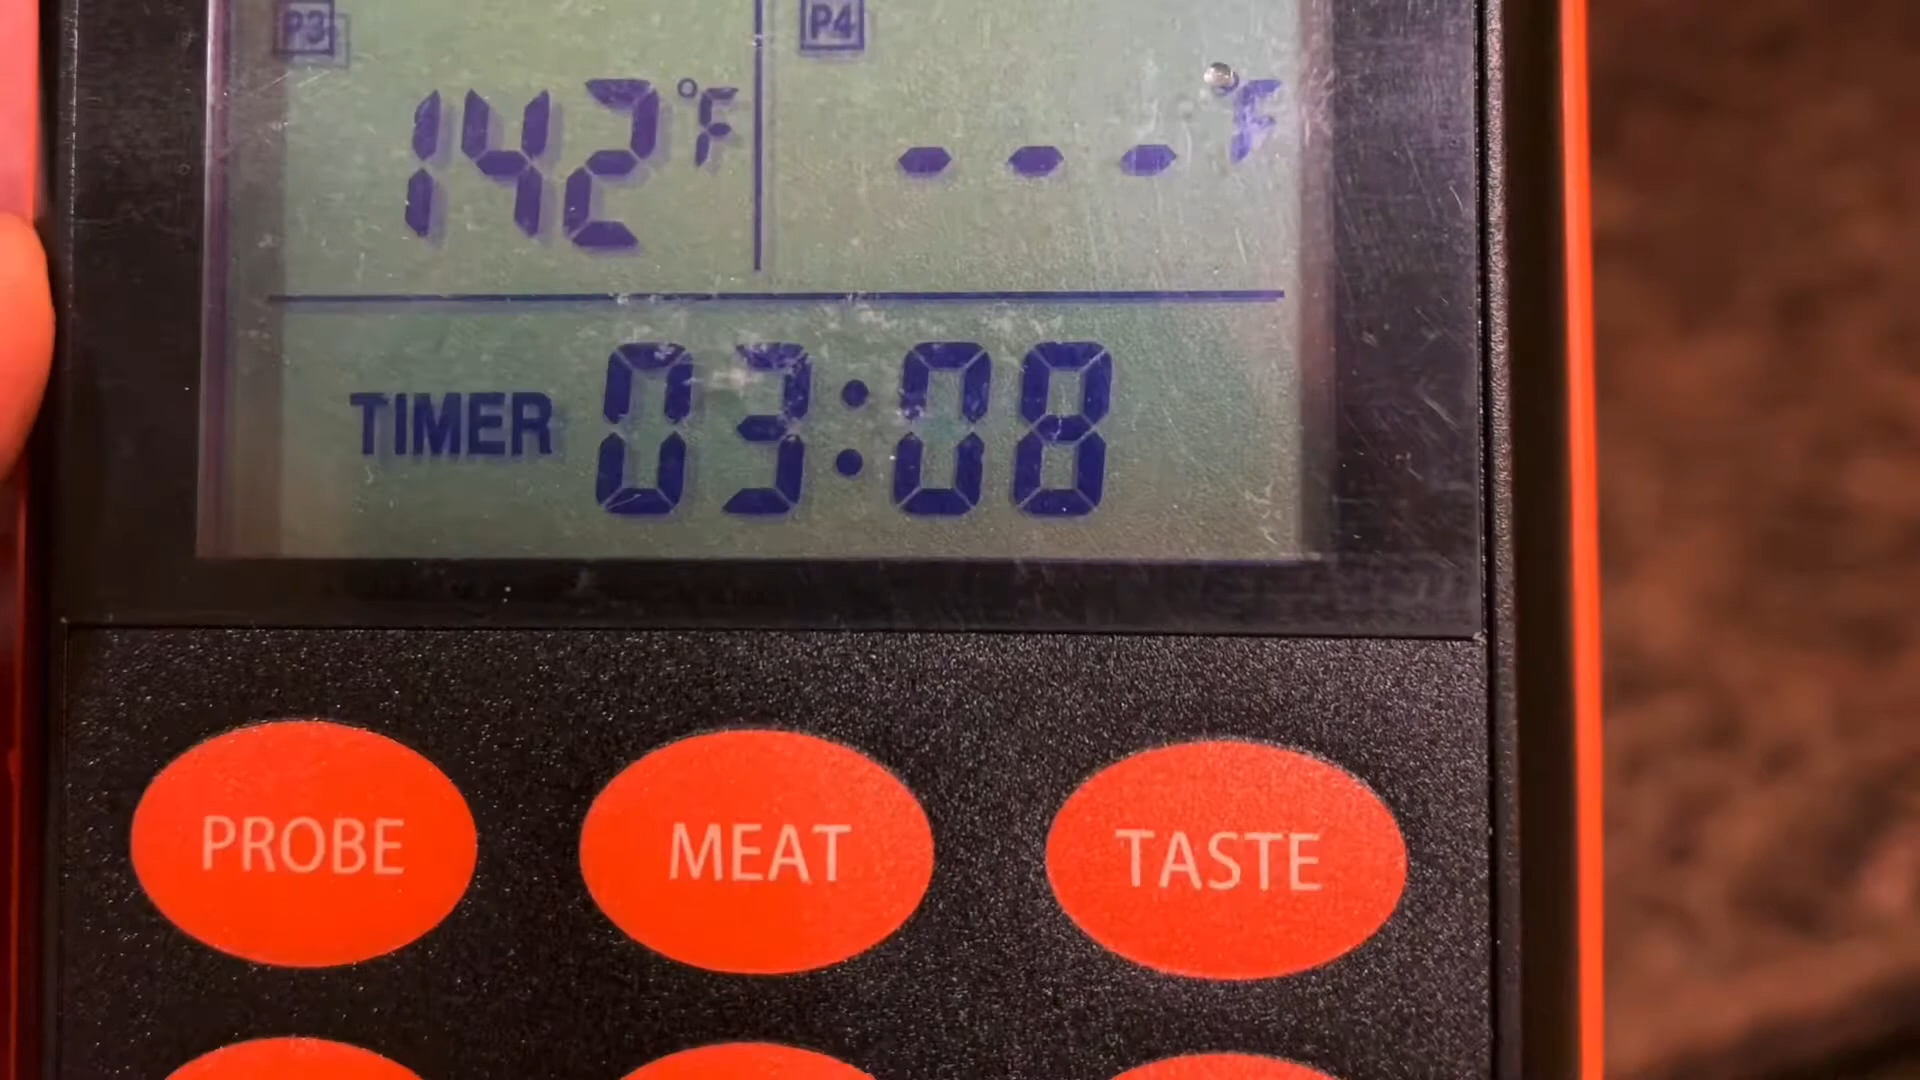 P3 P4
142°F ---°F
TIMER 03:08
PROBE MEAT TASTE